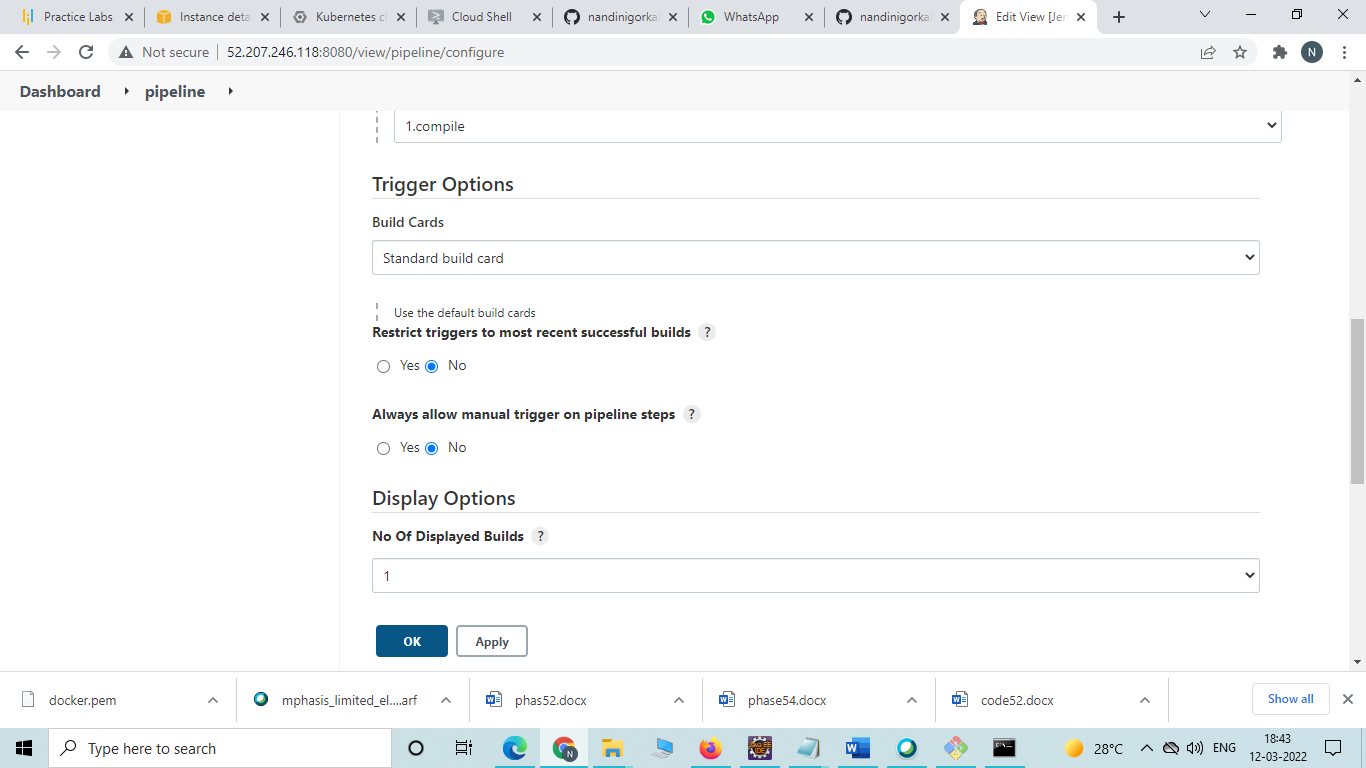 Practice Labs
Instance deta
Kubernetes cl
Cloud Shell
nandinigorka
WhatsApp
nandinigorka
Edit View [Jen
Not secure
52.207.246.118:8080/view/pipeline/configure
N
Dashboard
pipeline
1.compile
Trigger Options
Build Cards
Standard build card
Use the default build cards
Restrict triggers to most recent successful builds ?
Yes No
Always allow manual trigger on pipeline steps ?
Yes No
Display Options
No Of Displayed Builds ?
1
OK Apply
docker.pem
mphasis_limited_el....arf
phas52.docx
phase54.docx
code52.docx
Show all
Type here to search
28°C
ENG
18:43
12-03-2022